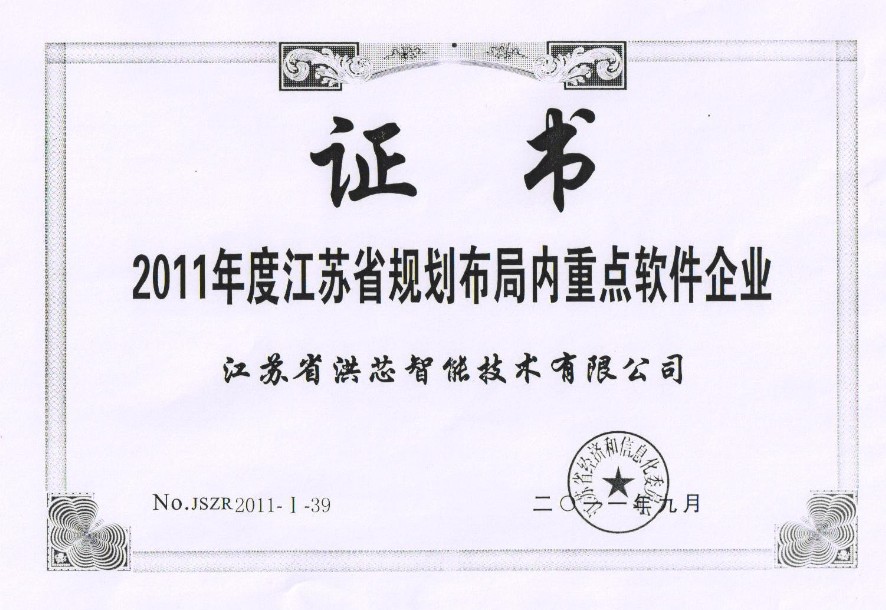 证 书
2011年度江苏省规划布局内重点软件企业
江苏省洪芯智能技术有限公司
江苏省经济和信息化委员会
No.JSZR2011-Ⅰ-39
二〇一一年九月